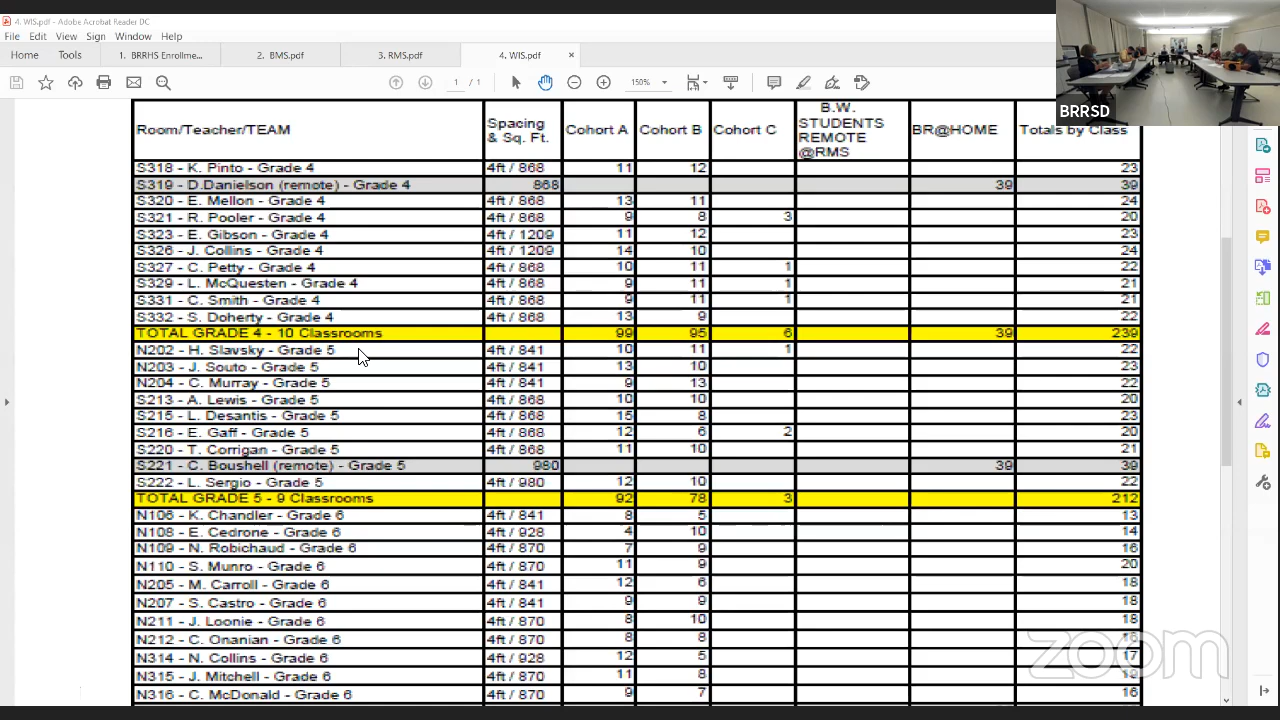 4. WIS.pdf - Adobe Acrobat Reader DC
File Edit View Sign Window Help
Home Tools 1. BRRHS Enrollme... 2. BMS.pdf 3. RMS.pdf 4. WIS.pdf ×
1 / 1 150%
BRRSD
Room/Teacher/TEAM Spacing & Sq. Ft. Cohort A Cohort B Cohort C B.W. STUDENTS REMOTE @RMS BR@HOME Totals by Class
S318 - K. Pinto - Grade 4 4ft / 868 11 12 23
S319 - D.Danielson (remote) - Grade 4 868 39 39
S320 - E. Mellon - Grade 4 4ft / 868 13 11 24
S321 - R. Pooler - Grade 4 4ft / 868 9 8 3 20
S323 - E. Gibson - Grade 4 4ft / 1209 11 12 23
S326 - J. Collins - Grade 4 4ft / 1209 14 10 24
S327 - C. Petty - Grade 4 4ft / 868 10 11 1 22
S329 - L. McQuesten - Grade 4 4ft / 868 9 11 1 21
S331 - C. Smith - Grade 4 4ft / 868 9 11 1 21
S332 - S. Doherty - Grade 4 4ft / 868 13 9 22
TOTAL GRADE 4 - 10 Classrooms 99 95 6 39 239
N202 - H. Slavsky - Grade 5 4ft / 841 10 11 1 22
N203 - J. Souto - Grade 5 4ft / 841 13 10 23
N204 - C. Murray - Grade 5 4ft / 841 9 13 22
S213 - A. Lewis - Grade 5 4ft / 868 10 10 20
S215 - L. Desantis - Grade 5 4ft / 868 15 8 23
S216 - E. Gaff - Grade 5 4ft / 868 12 6 2 20
S220 - T. Corrigan - Grade 5 4ft / 868 11 10 21
S221 - C. Boushell (remote) - Grade 5 980 39 39
S222 - L. Sergio - Grade 5 4ft / 980 12 10 22
TOTAL GRADE 5 - 9 Classrooms 92 78 3 212
N106 - K. Chandler - Grade 6 4ft / 841 8 5 13
N108 - E. Cedrone - Grade 6 4ft / 928 4 10 14
N109 - N. Robichaud - Grade 6 4ft / 870 7 9 16
N110 - S. Munro - Grade 6 4ft / 870 11 9 20
N205 - M. Carroll - Grade 6 4ft / 841 12 6 18
N207 - S. Castro - Grade 6 4ft / 841 9 9 18
N211 - J. Loonie - Grade 6 4ft / 870 8 10 18
N212 - C. Onanian - Grade 6 4ft / 870 8 8 16
N314 - N. Collins - Grade 6 4ft / 928 12 5 17
N315 - J. Mitchell - Grade 6 4ft / 870 11 8 19
N316 - C. McDonald - Grade 6 4ft / 870 9 7 16
zoom